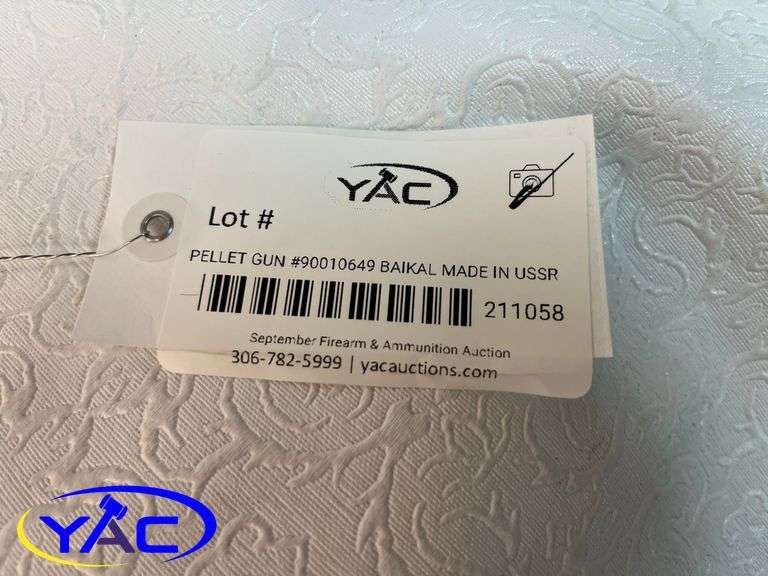 YAC
Lot #
PELLET GUN #90010649 BAIKAL MADE IN USSR
211058
September Firearm & Ammunition Auction
306-782-5999 | yacauctions.com
YAC